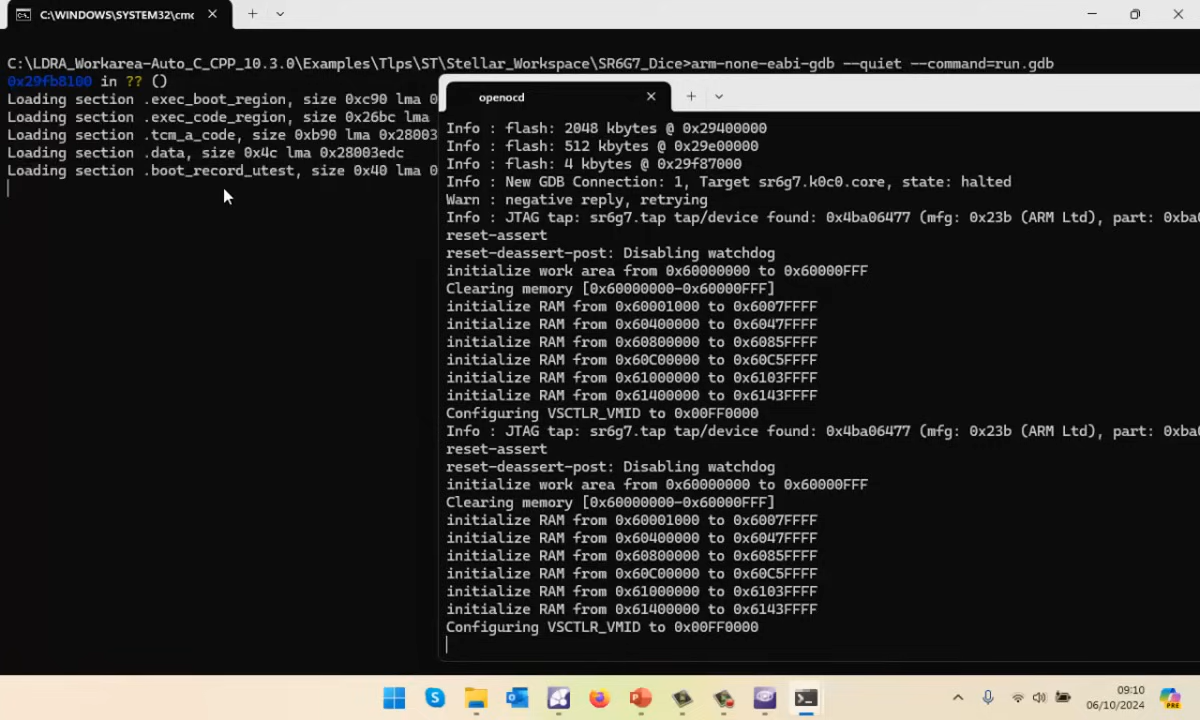 C:\WINDOWS\SYSTEM32\cmc
C:\LDRA_Workarea-Auto_C_CPP_10.3.0\Examples\Tlps\ST\Stellar_Workspace\SR6G7_Dice>arm-none-eabi-gdb --quiet --command=run.gdb
0x29fb8100 in ?? ()
Loading section .exec_boot_region, size 0xc90 lma 0
Loading section .exec_code_region, size 0x26bc lma
Loading section .tcm_a_code, size 0xb90 lma 0x28003
Loading section .data, size 0x4c lma 0x28003edc
Loading section .boot_record_utest, size 0x40 lma 0
openocd
Info : flash: 2048 kbytes @ 0x29400000
Info : flash: 512 kbytes @ 0x29e00000
Info : flash: 4 kbytes @ 0x29f87000
Info : New GDB Connection: 1, Target sr6g7.k0c0.core, state: halted
Warn : negative reply, retrying
Info : JTAG tap: sr6g7.tap tap/device found: 0x4ba06477 (mfg: 0x23b (ARM Ltd), part: 0xba0
reset-assert
reset-deassert-post: Disabling watchdog
initialize work area from 0x60000000 to 0x60000FFF
Clearing memory [0x60000000-0x60000FFF]
initialize RAM from 0x60001000 to 0x6007FFFF
initialize RAM from 0x60400000 to 0x6047FFFF
initialize RAM from 0x60800000 to 0x6085FFFF
initialize RAM from 0x60C00000 to 0x60C5FFFF
initialize RAM from 0x61000000 to 0x6103FFFF
initialize RAM from 0x61400000 to 0x6143FFFF
Configuring VSCTLR_VMID to 0x00FF0000
Info : JTAG tap: sr6g7.tap tap/device found: 0x4ba06477 (mfg: 0x23b (ARM Ltd), part: 0xba0
reset-assert
reset-deassert-post: Disabling watchdog
initialize work area from 0x60000000 to 0x60000FFF
Clearing memory [0x60000000-0x60000FFF]
initialize RAM from 0x60001000 to 0x6007FFFF
initialize RAM from 0x60400000 to 0x6047FFFF
initialize RAM from 0x60800000 to 0x6085FFFF
initialize RAM from 0x60C00000 to 0x60C5FFFF
initialize RAM from 0x61000000 to 0x6103FFFF
initialize RAM from 0x61400000 to 0x6143FFFF
Configuring VSCTLR_VMID to 0x00FF0000
09:10
06/10/2024
PRE